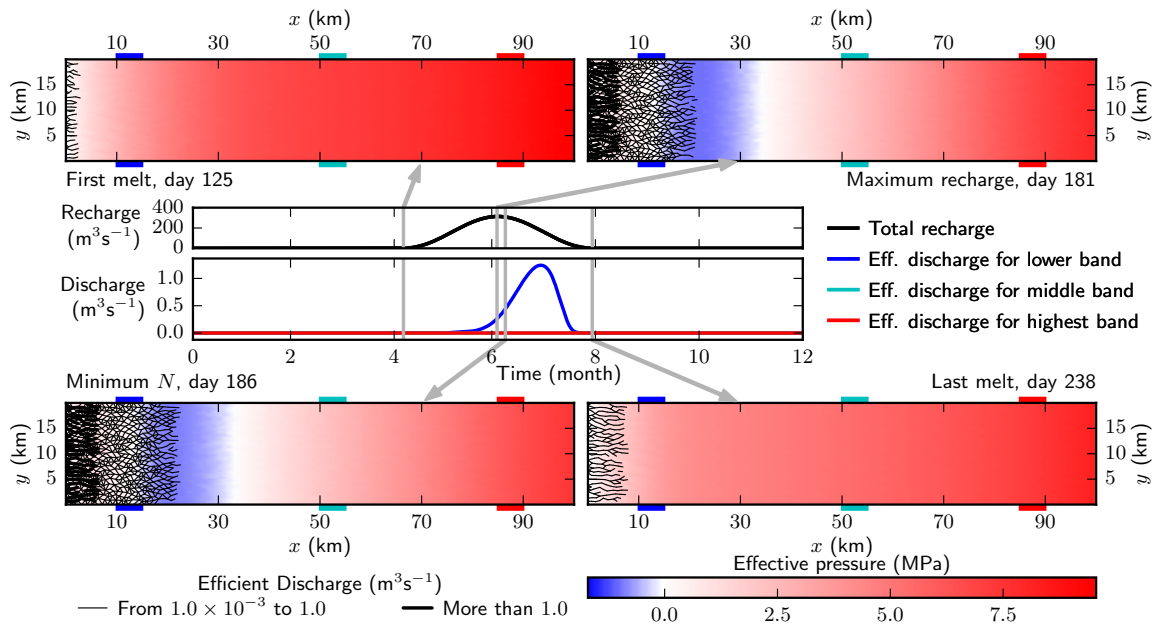 x (km)
x (km)
10 30 50 70 90
10 30 50 70 90
y (km)
15
10
5
15
10
5
y (km)
First melt, day 125
Maximum recharge, day 181
Recharge
(m³s⁻¹)
400
200
0
Discharge
(m³s⁻¹)
1.0
0.5
0.0
0 2 4 6 8 10 12
Time (month)
Total recharge
Eff. discharge for lower band
Eff. discharge for middle band
Eff. discharge for highest band
Minimum N, day 186
Last melt, day 238
y (km)
15
10
5
15
10
5
y (km)
10 30 50 70 90
10 30 50 70 90
x (km)
x (km)
Efficient Discharge (m³s⁻¹)
From 1.0 × 10⁻³ to 1.0
More than 1.0
Effective pressure (MPa)
0.0 2.5 5.0 7.5